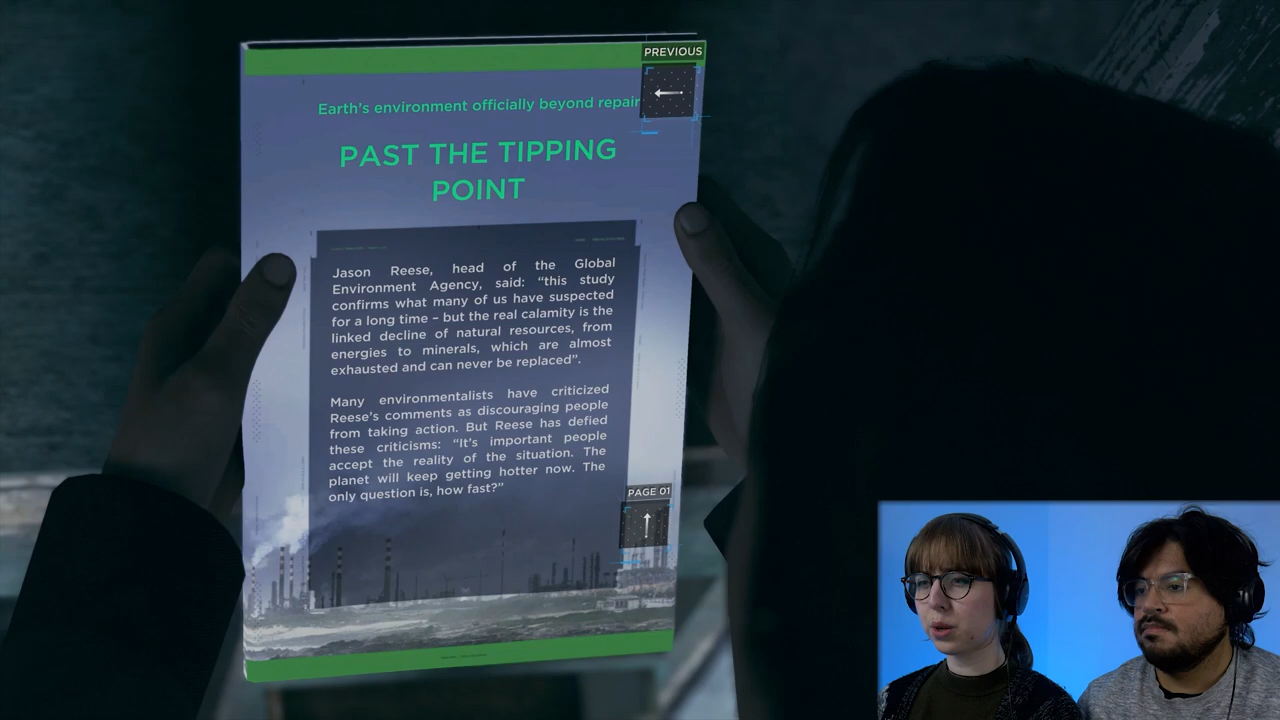 PREVIOUS
Earth's environment officially beyond repair
PAST THE TIPPING
POINT
Jason Reese, head of the Global
Environment Agency, said: “this study
confirms what many of us have suspected
for a long time – but the real calamity is the
linked decline of natural resources, from
energies to minerals, which are almost
exhausted and can never be replaced”.
Many environmentalists have criticized
Reese's comments as discouraging people
from taking action. But Reese has defied
these criticisms: “It's important people
accept the reality of the situation. The
planet will keep getting hotter now. The
only question is, how fast?”
PAGE 01